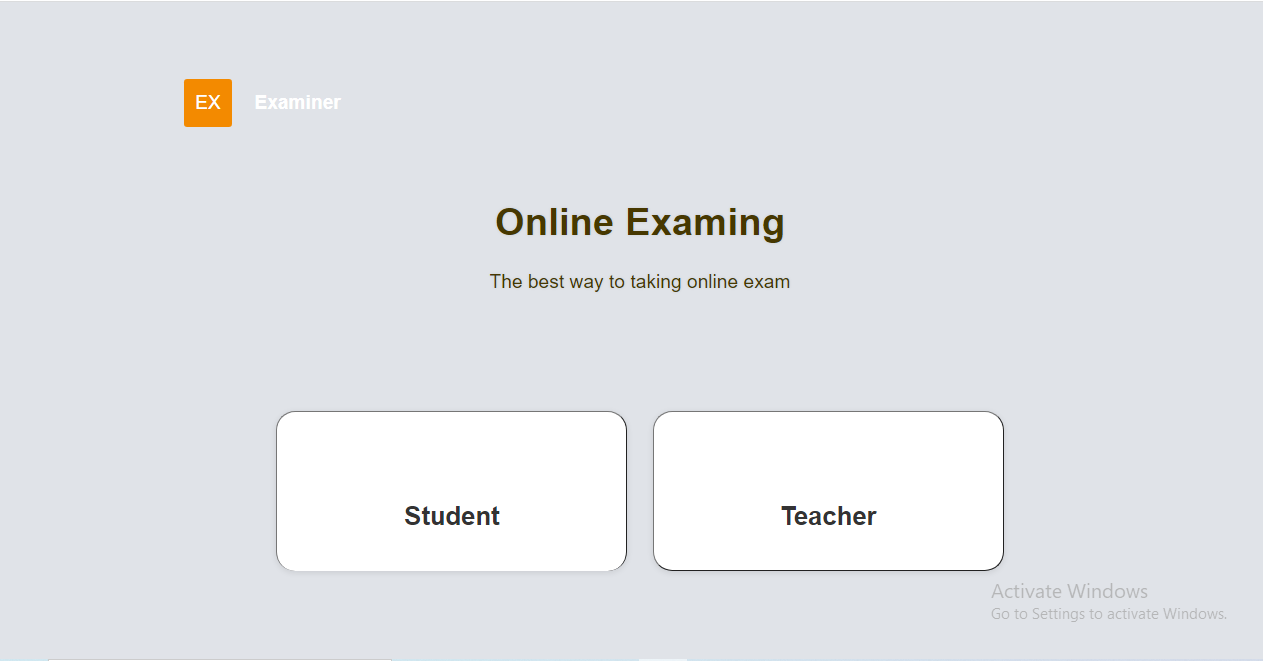 EX Examiner
Online Examing
The best way to taking online exam
Student Teacher
Activate Windows
Go to Settings to activate Windows.